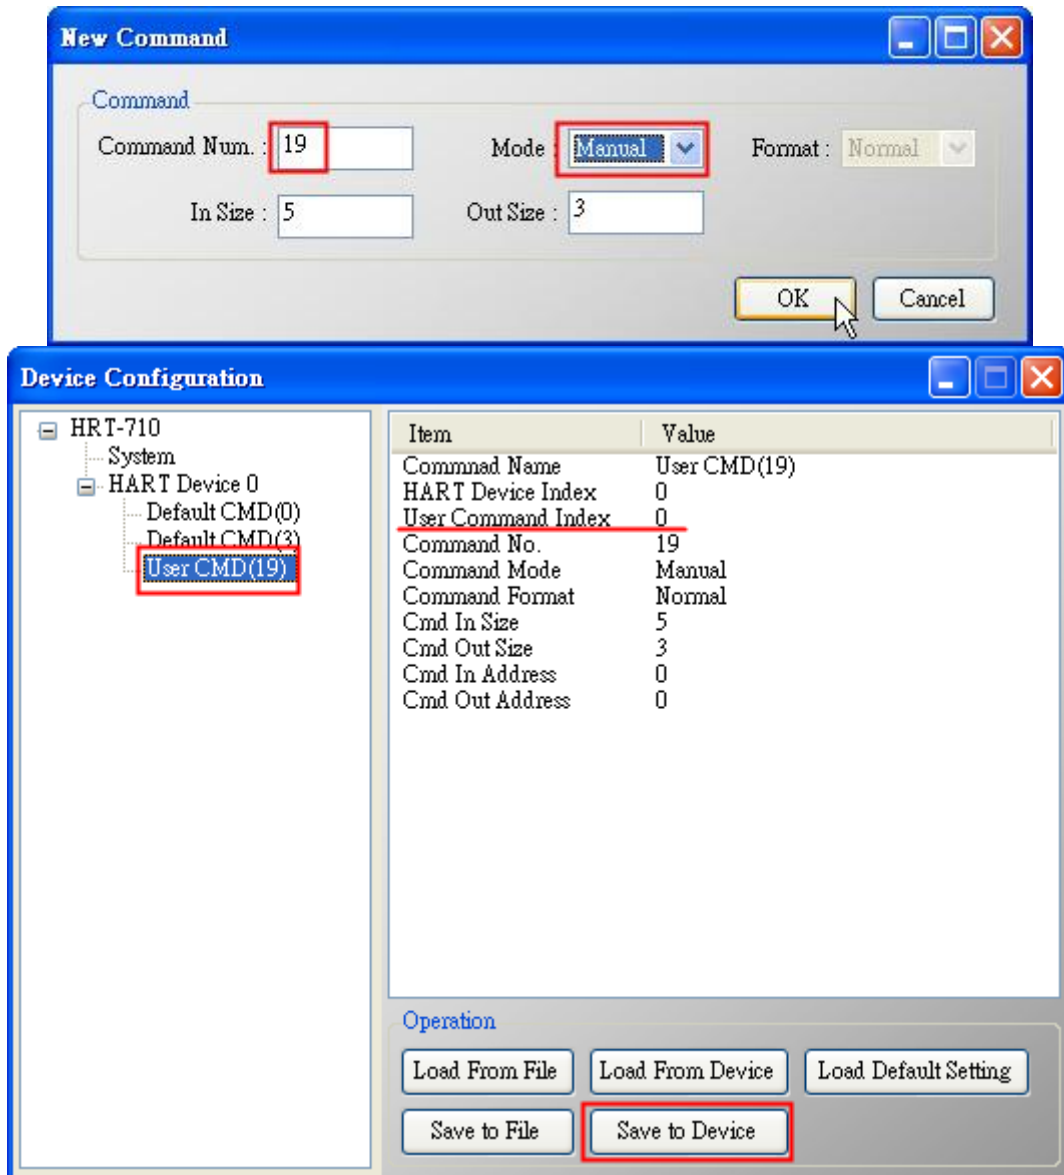 New Command
Command
Command Num. : 19 Mode : Manual Format : Normal
In Size : 5 Out Size : 3
OK Cancel
Device Configuration
HRT-710
System
HART Device 0
Default CMD(0)
Default CMD(3)
User CMD(19)
Item Value
Commnad Name User CMD(19)
HART Device Index 0
User Command Index 0
Command No. 19
Command Mode Manual
Command Format Normal
Cmd In Size 5
Cmd Out Size 3
Cmd In Address 0
Cmd Out Address 0
Operation
Load From File Load From Device Load Default Setting
Save to File Save to Device